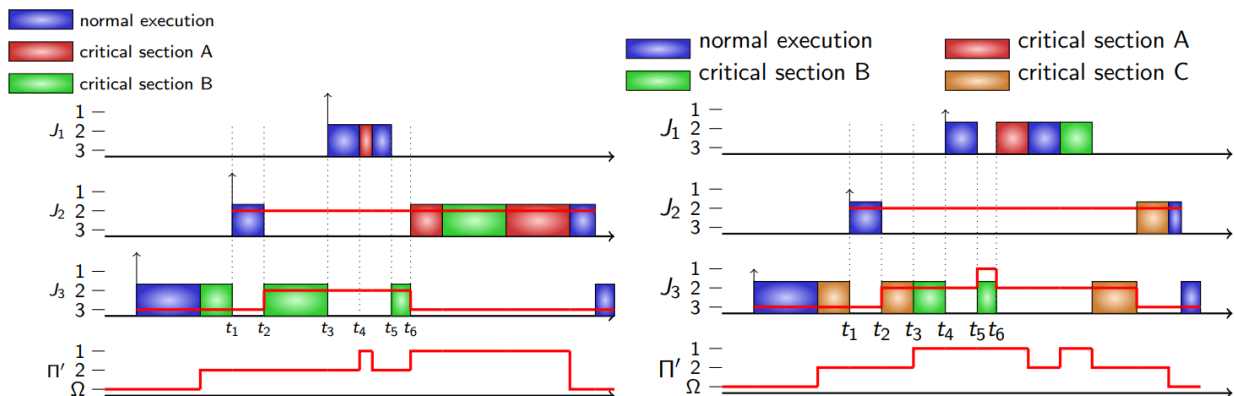 normal execution
critical section A
critical section B
1
J1 2
3
1
J2 2
3
1
J3 2
3
t1 t2 t3 t4 t5 t6
1
Π′ 2
Ω
normal execution
critical section A
critical section B
critical section C
1
J1 2
3
1
J2 2
3
1
J3 2
3
t1 t2 t3 t4 t5 t6
1
Π′ 2
Ω